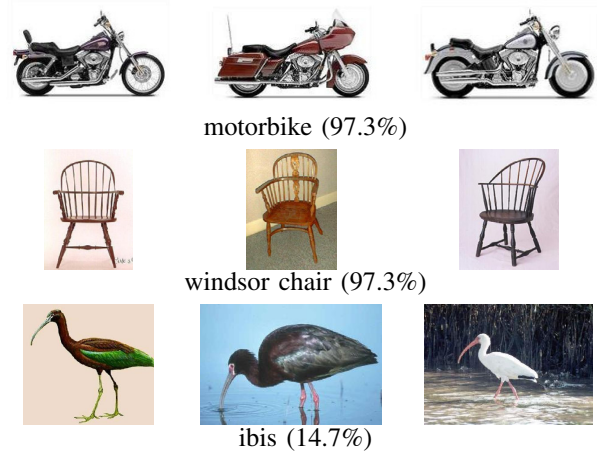 motorbike (97.3%)
windsor chair (97.3%)
ibis (14.7%)